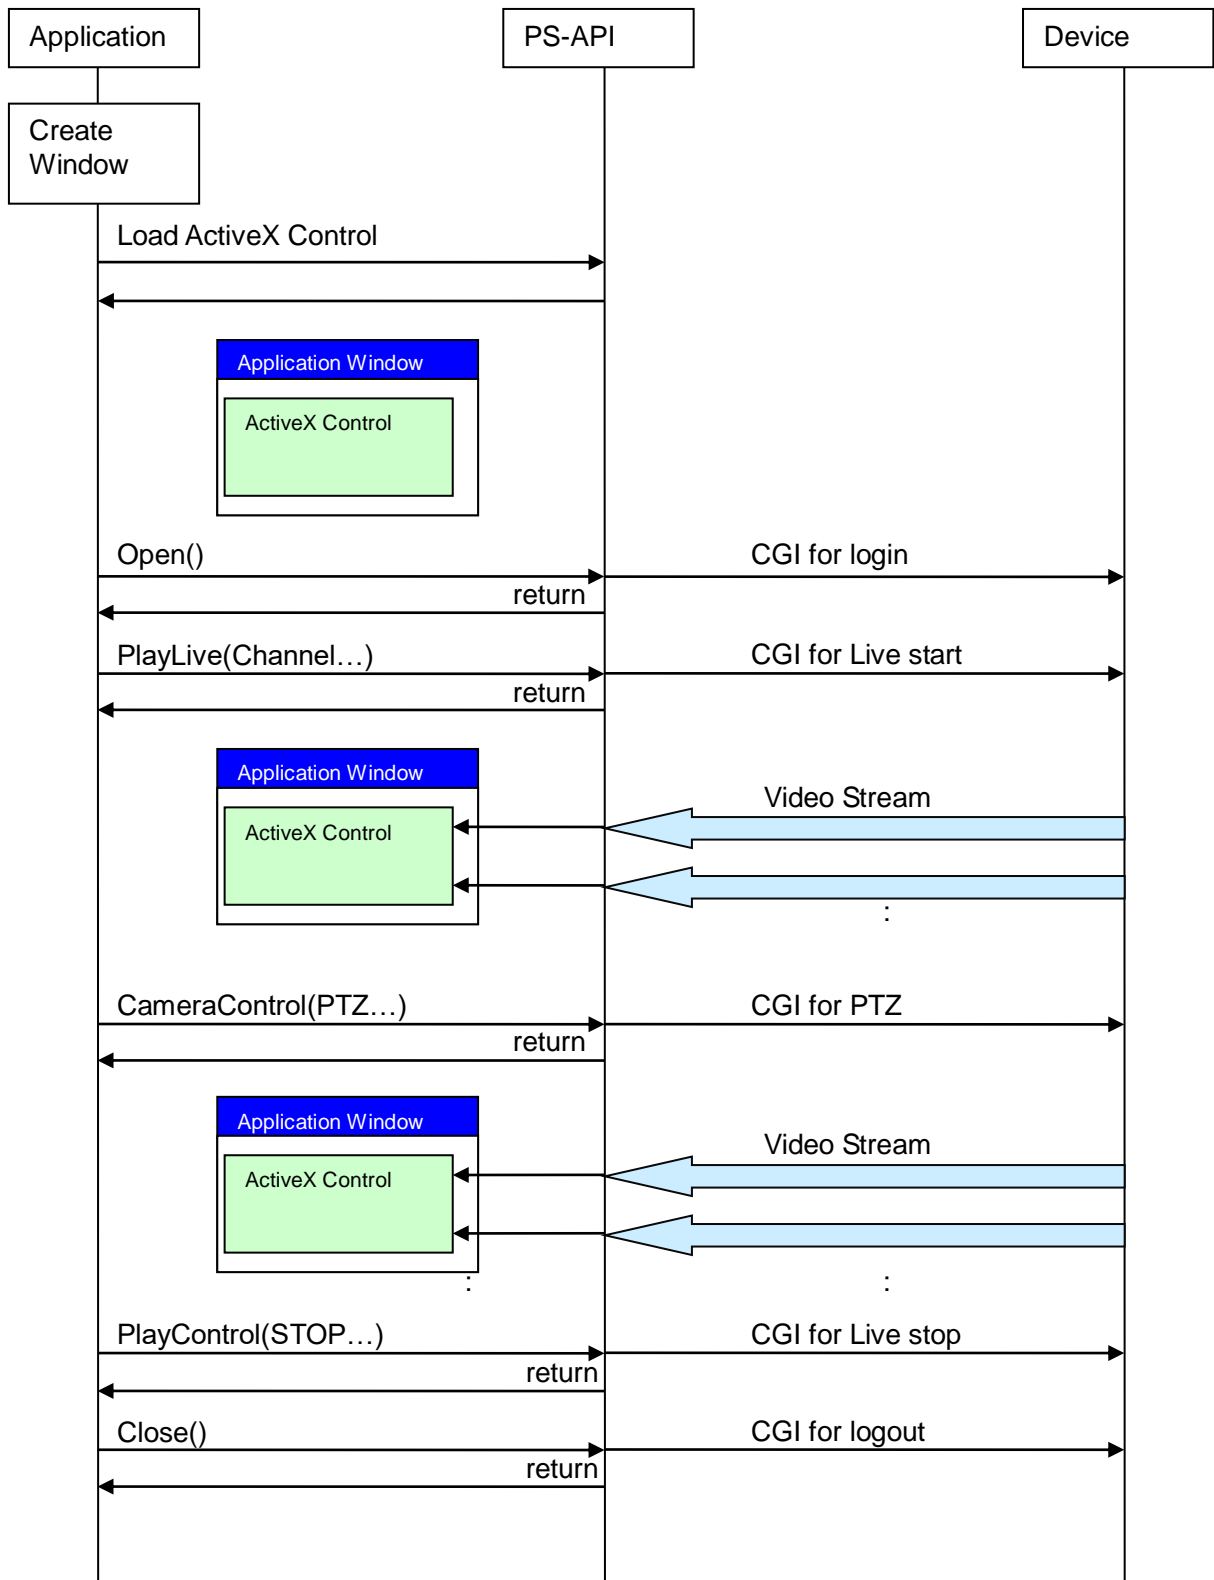 Application
PS-API
Device
Create
Window
Load ActiveX Control
Application Window
ActiveX Control
Open()
CGI for login
return
PlayLive(Channel…)
CGI for Live start
return
Application Window
Video Stream
ActiveX Control
:
CameraControl(PTZ…)
CGI for PTZ
return
Application Window
Video Stream
ActiveX Control
:
:
PlayControl(STOP…)
CGI for Live stop
return
Close()
CGI for logout
return